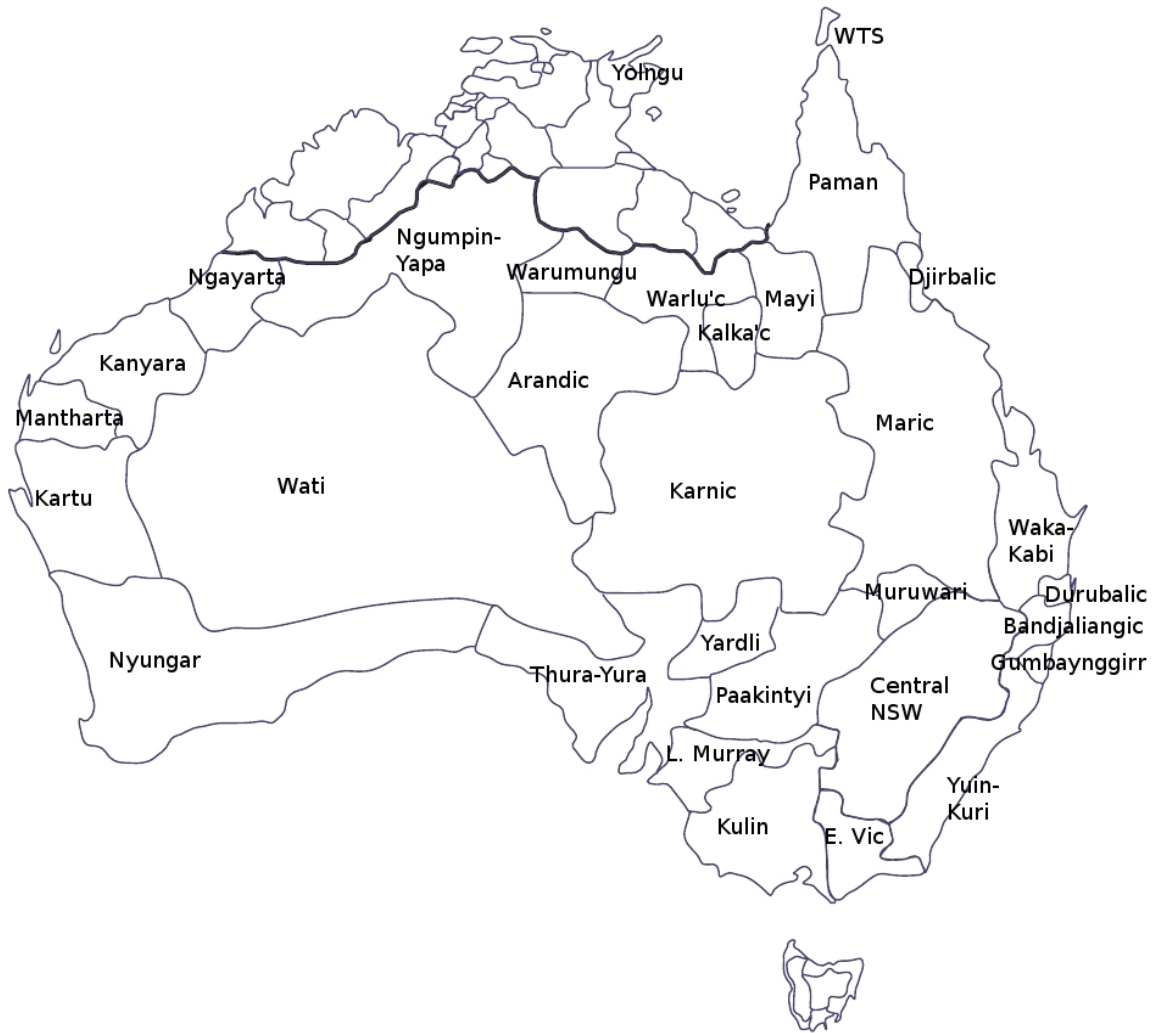 WTS
Yolngu
Paman
Ngumpin-
Yapa
Ngayarta
Warumungu
Djirbalic
Warlu'c
Mayi
Kalka'c
Kanyara
Arandic
Mantharta
Maric
Wati
Karnic
Kartu
Waka-
Kabi
Muruwari
Durubalic
Bandjaliangic
Yardli
Nyungar
Gumbaynggirr
Thura-Yura
Central
NSW
Paakintyi
L. Murray
Yuin-
Kuri
Kulin
E. Vic